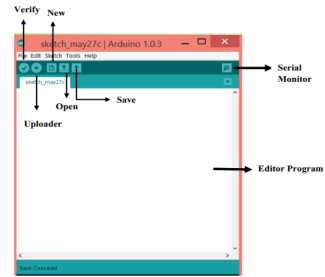 Verify
New
sketch_may27c | Arduino 1.0.3
File Edit Sketch Tools Help
Serial
Monitor
sketch_may27c
Open
Save
Uploader
Editor Program
Save Canceled.